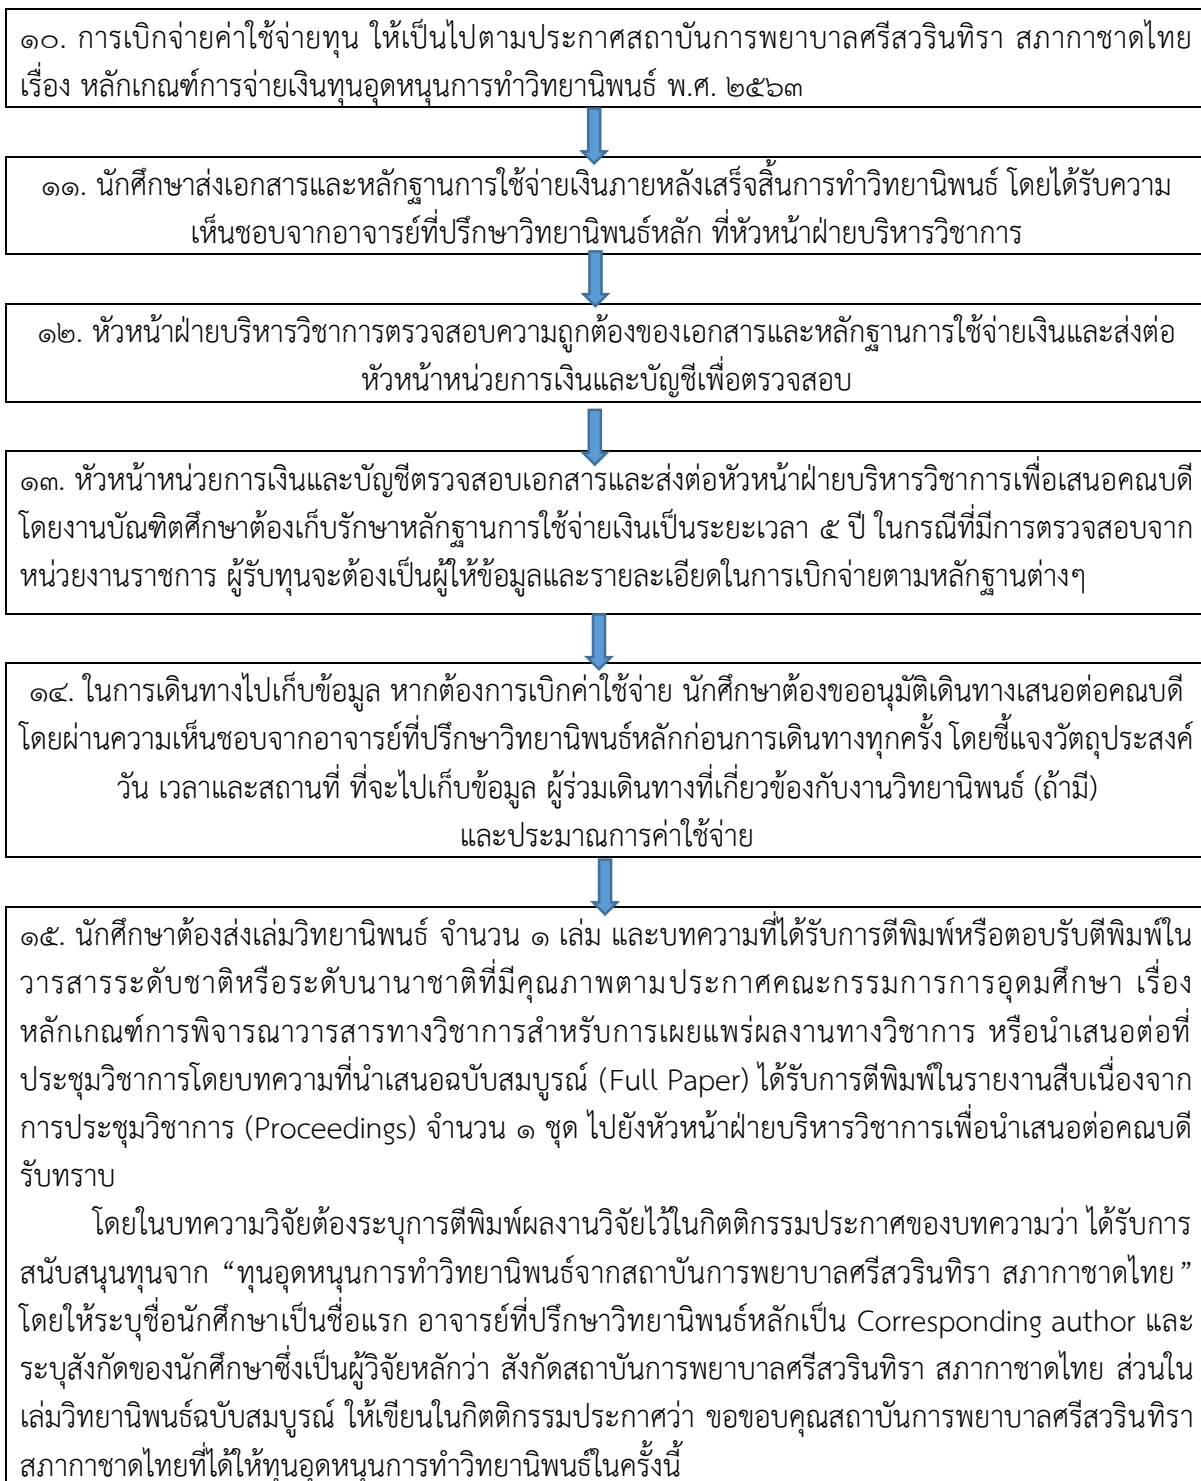 ๑๐. การเบิกจ่ายค่าใช้จ่ายทุน ให้เป็นไปตามประกาศสถาบันการพยาบาลศรีสวรินทิรา สภากาชาดไทย
เรื่อง หลักเกณฑ์การจ่ายเงินทุนอุดหนุนการทำวิทยานิพนธ์ พ.ศ. ๒๕๖๓
๑๑. นักศึกษาส่งเอกสารและหลักฐานการใช้จ่ายเงินภายหลังเสร็จสิ้นการทำวิทยานิพนธ์ โดยได้รับความ
เห็นชอบจากอาจารย์ที่ปรึกษาวิทยานิพนธ์หลัก ที่หัวหน้าฝ่ายบริหารวิชาการ
๑๒. หัวหน้าฝ่ายบริหารวิชาการตรวจสอบความถูกต้องของเอกสารและหลักฐานการใช้จ่ายเงินและส่งต่อ
หัวหน้าหน่วยการเงินและบัญชีเพื่อตรวจสอบ
๑๓. หัวหน้าหน่วยการเงินและบัญชีตรวจสอบเอกสารและส่งต่อหัวหน้าฝ่ายบริหารวิชาการเพื่อเสนอคณบดี
โดยงานบัณฑิตศึกษาต้องเก็บรักษาหลักฐานการใช้จ่ายเงินเป็นระยะเวลา ๕ ปี ในกรณีที่มีการตรวจสอบจาก
หน่วยงานราชการ ผู้รับทุนจะต้องเป็นผู้ให้ข้อมูลและรายละเอียดในการเบิกจ่ายตามหลักฐานต่างๆ
๑๔. ในการเดินทางไปเก็บข้อมูล หากต้องการเบิกค่าใช้จ่าย นักศึกษาต้องขออนุมัติเดินทางเสนอต่อคณบดี
โดยผ่านความเห็นชอบจากอาจารย์ที่ปรึกษาวิทยานิพนธ์หลักก่อนการเดินทางทุกครั้ง โดยชี้แจงวัตถุประสงค์
วัน เวลาและสถานที่ ที่จะไปเก็บข้อมูล ผู้ร่วมเดินทางที่เกี่ยวข้องกับงานวิทยานิพนธ์ (ถ้ามี)
และประมาณการค่าใช้จ่าย
๑๕. นักศึกษาต้องส่งเล่มวิทยานิพนธ์ จำนวน ๑ เล่ม และบทความที่ได้รับการตีพิมพ์หรือตอบรับตีพิมพ์ใน
วารสารระดับชาติหรือระดับนานาชาติที่มีคุณภาพตามประกาศคณะกรรมการการอุดมศึกษา เรื่อง
หลักเกณฑ์การพิจารณาวารสารทางวิชาการสำหรับการเผยแพร่ผลงานทางวิชาการ หรือนำเสนอต่อที่
ประชุมวิชาการโดยบทความที่นำเสนอฉบับสมบูรณ์ (Full Paper) ได้รับการตีพิมพ์ในรายงานสืบเนื่องจาก
การประชุมวิชาการ (Proceedings) จำนวน ๑ ชุด ไปยังหัวหน้าฝ่ายบริหารวิชาการเพื่อนำเสนอต่อคณบดี
รับทราบ
โดยในบทความวิจัยต้องระบุการตีพิมพ์ผลงานวิจัยไว้ในกิตติกรรมประกาศของบทความว่า ได้รับการ
สนับสนุนทุนจาก “ทุนอุดหนุนการทำวิทยานิพนธ์จากสถาบันการพยาบาลศรีสวรินทิรา สภากาชาดไทย”
โดยให้ระบุชื่อนักศึกษาเป็นชื่อแรก อาจารย์ที่ปรึกษาวิทยานิพนธ์หลักเป็น Corresponding author และ
ระบุสังกัดของนักศึกษาซึ่งเป็นผู้วิจัยหลักว่า สังกัดสถาบันการพยาบาลศรีสวรินทิรา สภากาชาดไทย ส่วนใน
เล่มวิทยานิพนธ์ฉบับสมบูรณ์ ให้เขียนในกิตติกรรมประกาศว่า ขอขอบคุณสถาบันการพยาบาลศรีสวรินทิรา
สภากาชาดไทยที่ได้ให้ทุนอุดหนุนการทำวิทยานิพนธ์ในครั้งนี้